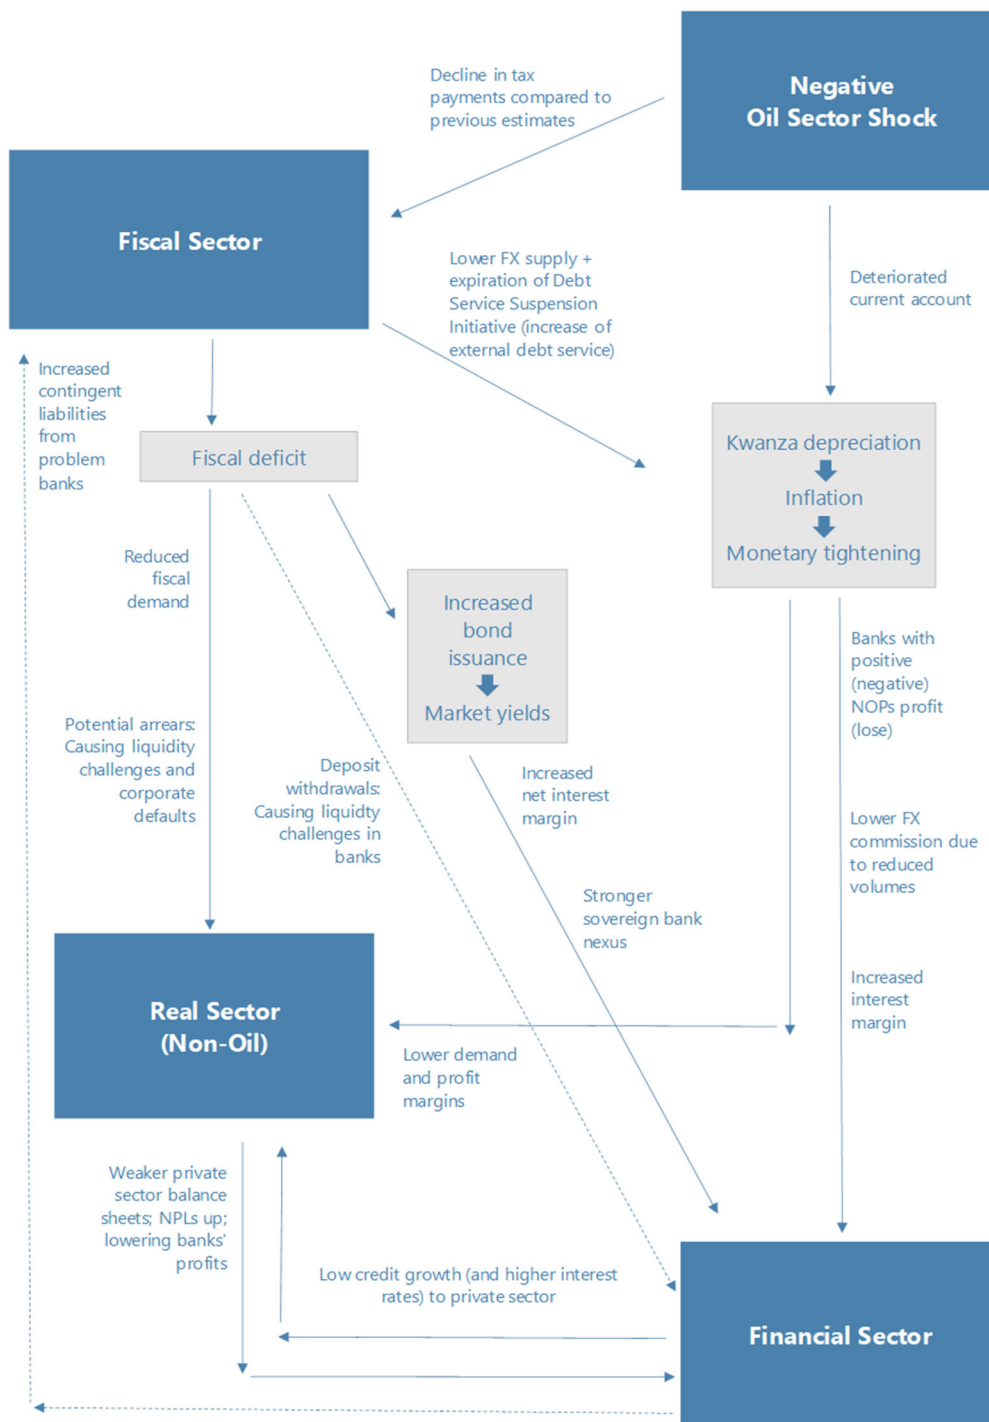 Negative
Oil Sector Shock
Decline in tax
payments compared to
previous estimates
Fiscal Sector
Lower FX supply +
expiration of Debt
Service Suspension
Initiative (increase of
external debt service)
Deteriorated
current account
Increased
contingent
liabilities
from
problem
banks
Fiscal deficit
Kwanza depreciation
Inflation
Monetary tightening
Reduced
fiscal
demand
Increased
bond
issuance
Market yields
Banks with
positive
(negative)
NOPs profit
(lose)
Potential arrears:
Causing liquidity
challenges and
corporate
defaults
Deposit
withdrawals:
Causing liquidty
challenges in
banks
Increased
net interest
margin
Lower FX
commission due
to reduced
volumes
Stronger
sovereign bank
nexus
Increased
interest
margin
Real Sector
(Non-Oil)
Lower demand
and profit
margins
Weaker private
sector balance
sheets; NPLs up;
lowering banks'
profits
Low credit growth (and higher interest
rates) to private sector
Financial Sector